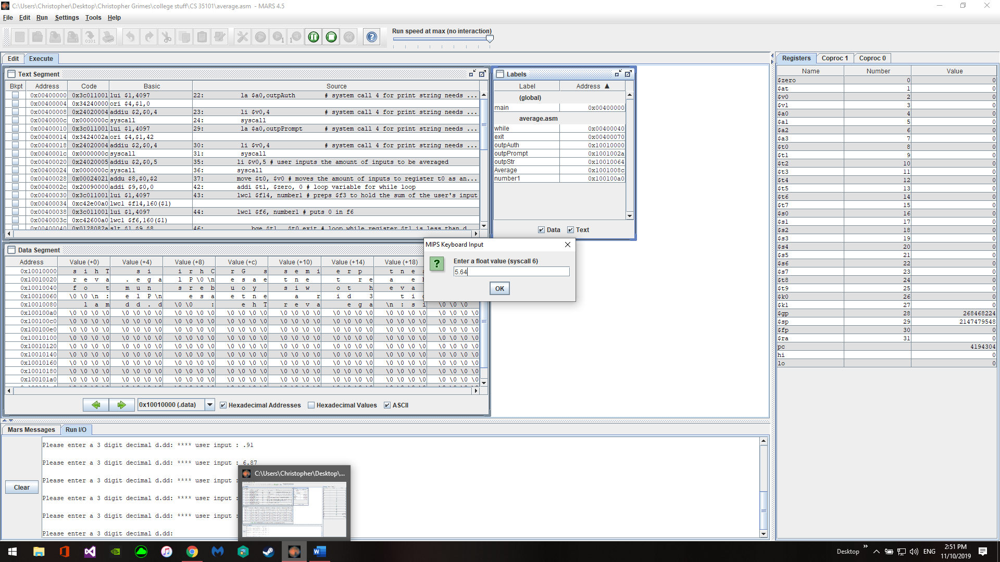 C:\Users\Christopher\Desktop\Christopher Grimes\college stuff\CS 35101\average.asm - MARS 4.5
File Edit Run Settings Tools Help
Run speed at max (no interaction)
Edit Execute
Text Segment
Bkpt Address Code Basic Source
0x00400000 0x3c011001 lui $1,4097 22: la $a0,outpAuth # system call 4 for print string needs ...
0x00400004 0x34240000 ori $4,$1,0
0x00400008 0x24020004 addiu $2,$0,4 23: li $v0,4 # system call 4 for print string needs ...
0x0040000c 0x0000000c syscall 24: syscall
0x00400010 0x3c011001 lui $1,4097 29: la $a0,outpPrompt # system call 4 for print string needs ...
0x00400014 0x3424002a ori $4,$1,42
0x00400018 0x24020004 addiu $2,$0,4 30: li $v0,4 # system call 4 for print string needs ...
0x0040001c 0x0000000c syscall 31: syscall
0x00400020 0x24020005 addiu $2,$0,5 35: li $v0,5 # user inputs the amount of inputs to be averaged
0x00400024 0x0000000c syscall 36: syscall
0x00400028 0x00024021 addu $8,$0,$2 37: move $t0, $v0 # moves the amount of inputs to register t0 as an...
0x0040002c 0x20090000 addi $9,$0,0 42: addi $t1, $zero, 0 # loop variable for while loop
0x00400030 0x3c011001 lui $1,4097 43: lwc1 $f14, number1 # preps $f3 to hold the sum of the user's input
0x00400034 0xc42e00a0 lwc1 $f14,160($1)
0x00400038 0x3c011001 lui $1,4097 44: lwc1 $f6, number1 # puts 0 in f6
0x0040003c 0xc42600a0 lwc1 $f6,160($1)
0x00400040 0x0128082a slt $1,$9,$8 46: bge $t1, $t0 exit # loop while register $t1 is less than d
Labels
Label Address ▲
(global)
main 0x00400000
average.asm
while 0x00400040
exit 0x00400070
outpAuth 0x10010000
outpPrompt 0x1001002a
outpStr 0x10010064
Average 0x1001008c
number1 0x100100a0
Data Text
Data Segment
Address Value (+0) Value (+4) Value (+8) Value (+c) Value (+10) Value (+14) Value (+18)
0x10010000 s i h T s i i r h C r G s s e m i e r p t n e s
0x10010020 r e v a . e g a l P \0 \n e s a e t n e t r e a e h
0x10010040 f o t m u n s r e b u o y s i w o t h e v a
0x10010060 \0 \0 \n : e l P \n e s a e t n e a r i d 3 t i g
0x10010080 l a m d d . d \0 \0 : e h T r e v a e g a \n : s i \0 \0 \0
0x100100a0 \0 \0 \0 \0 \0 \0 \0 \0 \0 \0 \0 \0 \0 \0 \0 \0 \0 \0 \0 \0 \0 \0 \0 \0 \0 \0 \0 \0 \0 \0 \0 \0
0x100100c0 \0 \0 \0 \0 \0 \0 \0 \0 \0 \0 \0 \0 \0 \0 \0 \0 \0 \0 \0 \0 \0 \0 \0 \0 \0 \0 \0 \0 \0 \0 \0 \0
0x100100e0 \0 \0 \0 \0 \0 \0 \0 \0 \0 \0 \0 \0 \0 \0 \0 \0 \0 \0 \0 \0 \0 \0 \0 \0 \0 \0 \0 \0 \0 \0 \0 \0
0x10010100 \0 \0 \0 \0 \0 \0 \0 \0 \0 \0 \0 \0 \0 \0 \0 \0 \0 \0 \0 \0 \0 \0 \0 \0 \0 \0 \0 \0 \0 \0 \0 \0
0x10010120 \0 \0 \0 \0 \0 \0 \0 \0 \0 \0 \0 \0 \0 \0 \0 \0 \0 \0 \0 \0 \0 \0 \0 \0 \0 \0 \0 \0 \0 \0 \0 \0
0x10010140 \0 \0 \0 \0 \0 \0 \0 \0 \0 \0 \0 \0 \0 \0 \0 \0 \0 \0 \0 \0 \0 \0 \0 \0 \0 \0 \0 \0 \0 \0 \0 \0
0x10010160 \0 \0 \0 \0 \0 \0 \0 \0 \0 \0 \0 \0 \0 \0 \0 \0 \0 \0 \0 \0 \0 \0 \0 \0 \0 \0 \0 \0 \0 \0 \0 \0
0x10010180 \0 \0 \0 \0 \0 \0 \0 \0 \0 \0 \0 \0 \0 \0 \0 \0 \0 \0 \0 \0 \0 \0 \0 \0 \0 \0 \0 \0 \0 \0 \0 \0
0x100101a0 \0 \0 \0 \0 \0 \0 \0 \0 \0 \0 \0 \0 \0 \0 \0 \0 \0 \0 \0 \0 \0 \0 \0 \0 \0 \0 \0 \0 \0 \0 \0 \0
0x10010000 (.data) Hexadecimal Addresses Hexadecimal Values ASCII
MIPS Keyboard Input
Enter a float value (syscall 6)
5.64
OK
Registers Coproc 1 Coproc 0
Name Number Value
$zero 0 0
$at 1 0
$v0 2 0
$v1 3 0
$a0 4 0
$a1 5 0
$a2 6 0
$a3 7 0
$t0 8 0
$t1 9 0
$t2 10 0
$t3 11 0
$t4 12 0
$t5 13 0
$t6 14 0
$t7 15 0
$s0 16 0
$s1 17 0
$s2 18 0
$s3 19 0
$s4 20 0
$s5 21 0
$s6 22 0
$s7 23 0
$t8 24 0
$t9 25 0
$k0 26 0
$k1 27 0
$gp 28 268468224
$sp 29 2147479548
$fp 30 0
$ra 31 0
pc 4194304
hi 0
lo 0
Mars Messages Run I/O
Clear
Please enter a 3 digit decimal d.dd: **** user input : .91
Please enter a 3 digit decimal d.dd: **** user input : 6.87
Please enter a 3 digit decimal d.dd: **** user input :
Please enter a 3 digit decimal d.dd: **** user input :
Please enter a 3 digit decimal d.dd: **** user input :
Please enter a 3 digit decimal d.dd:
C:\Users\Christopher\Desktop\...
Desktop ENG 2:51 PM
11/10/2019